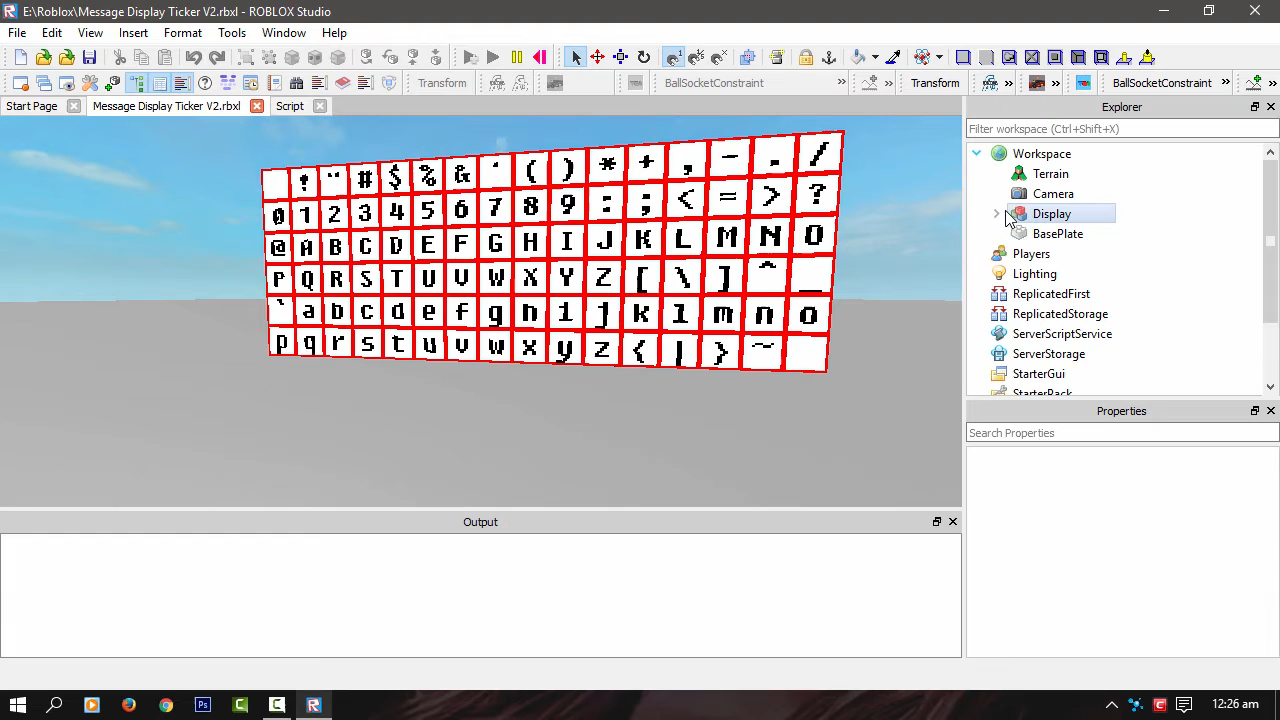 E:\Roblox\Message Display Ticker V2.rbxl - ROBLOX Studio
File Edit View Insert Format Tools Window Help
Transform BallSocketConstraint » Transform » » BallSocketConstraint » »
Start Page Message Display Ticker V2.rbxl Script
Explorer
Filter workspace (Ctrl+Shift+X)
Workspace
Terrain
Camera
Display
BasePlate
Players
Lighting
ReplicatedFirst
ReplicatedStorage
ServerScriptService
ServerStorage
StarterGui
StarterPack
! " # $ % & ' ( ) * + , - . /
0 1 2 3 4 5 6 7 8 9 : ; < = > ?
@ A B C D E F G H I J K L M N O
P Q R S T U V W X Y Z [ \ ] ^ _
` a b c d e f g h i j k l m n o
p q r s t u v w x y z { | } ~
Properties
Search Properties
Output
12:26 am